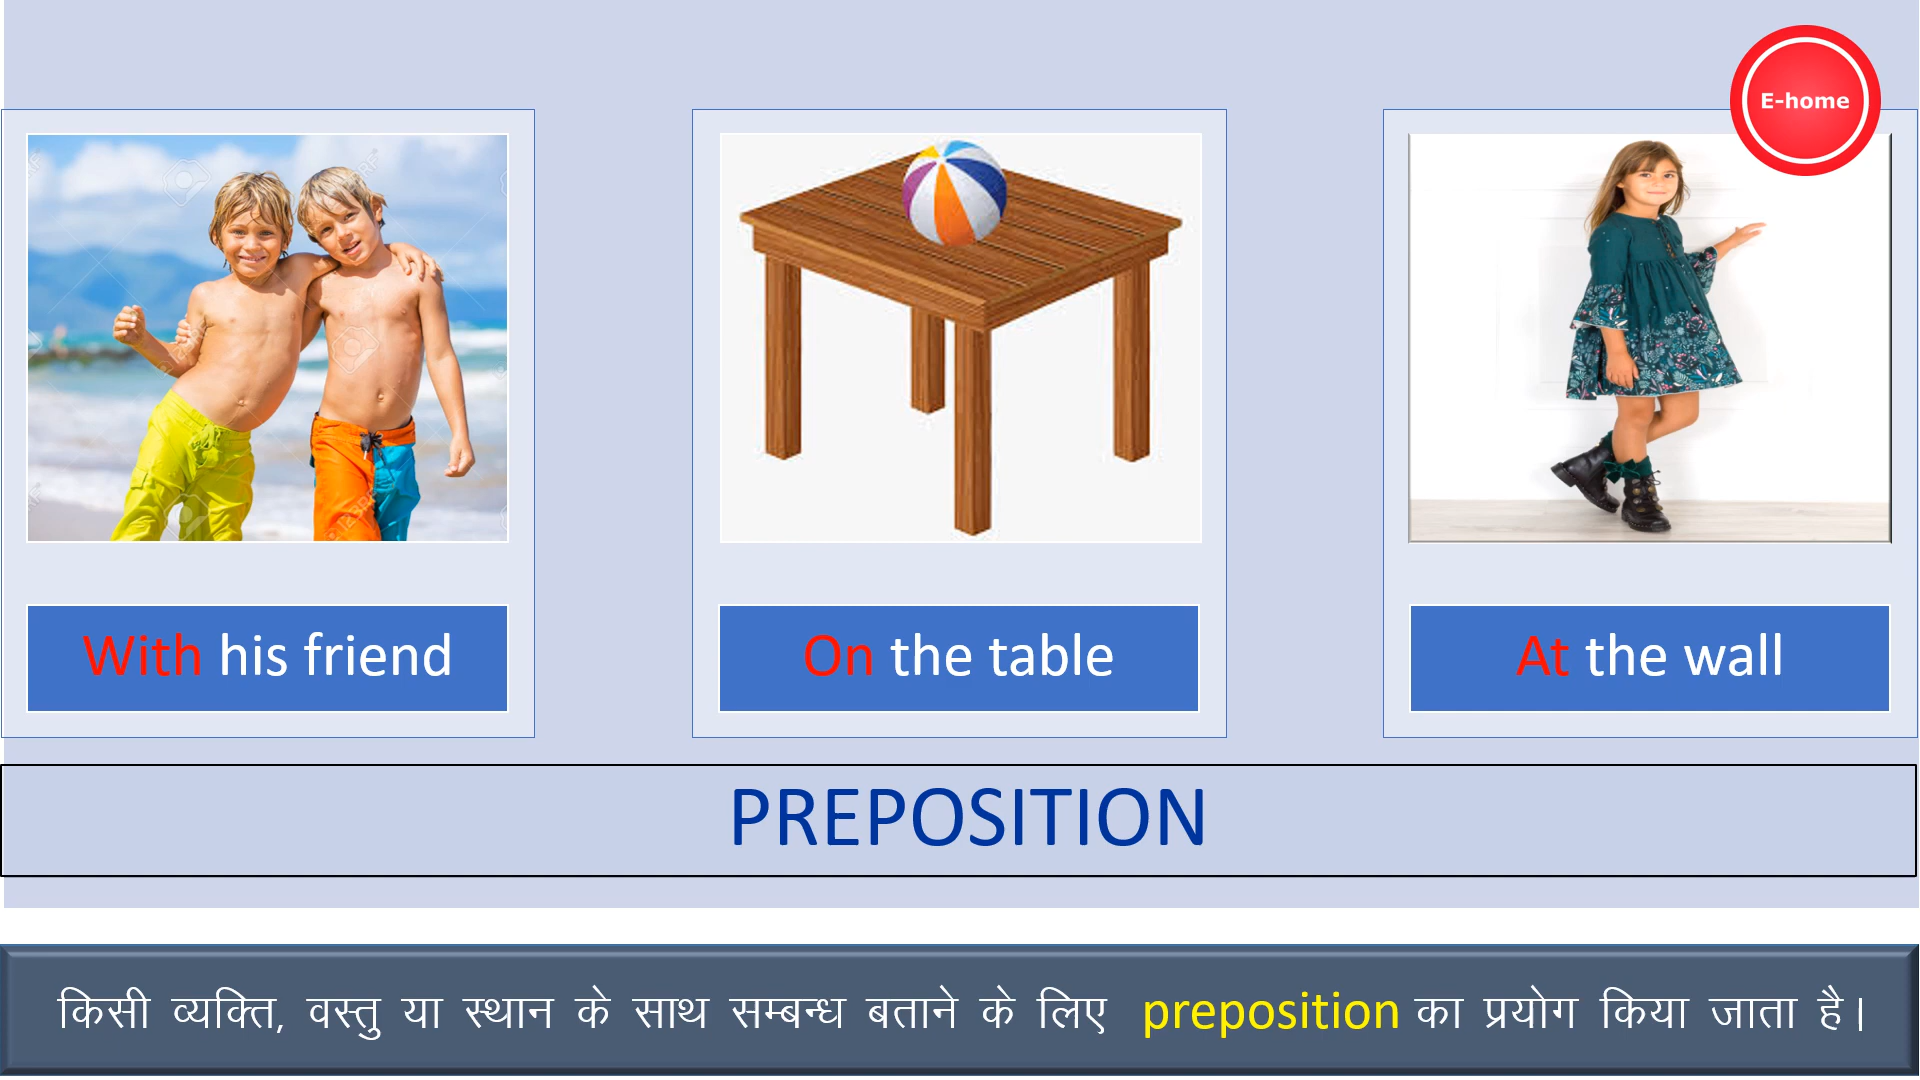 E-home
With his friend
On the table
At the wall
PREPOSITION
किसी व्यक्ति, वस्तु या स्थान के साथ सम्बन्ध बताने के लिए preposition का प्रयोग किया जाता है।